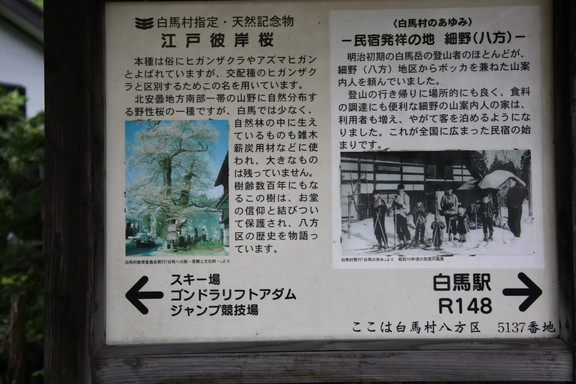 白馬村指定・天然記念物
江戸彼岸桜
本種は俗にヒガンザクラやアズマヒガン
とよばれていますが、交配種のヒガンザク
ラと区別するためこの名を用いています。
北安曇地方南部一帯の山野に自然分布す
る野性桜の一種ですが、白馬では少なく、
自然林の中に生え
ているものも雑木
薪炭用材などに使
われ、大きなもの
は残っていません。
樹齢数百年にもな
るこの樹は、お堂
の信仰と結びつい
て保護され、八方
区の歴史を物語っ
ています。
〈白馬村のあゆみ〉
−民宿発祥の地 細野(八方)−
明治初期の白馬岳の登山者のほとんどが、
細野(八方)地区からボッカを兼ねた山案
内人を頼んでいました。
登山の行き帰りに場所的にも良く、食料
の調達にも便利な細野の山案内人の家は、
利用者も増え、やがて客を泊めるようにな
りました。これが全国に広まった民宿の始
まりです。
← スキー場
ゴンドラリフトアダム
ジャンプ競技場
白馬駅 →
R148
ここは白馬村八方区 5137番地